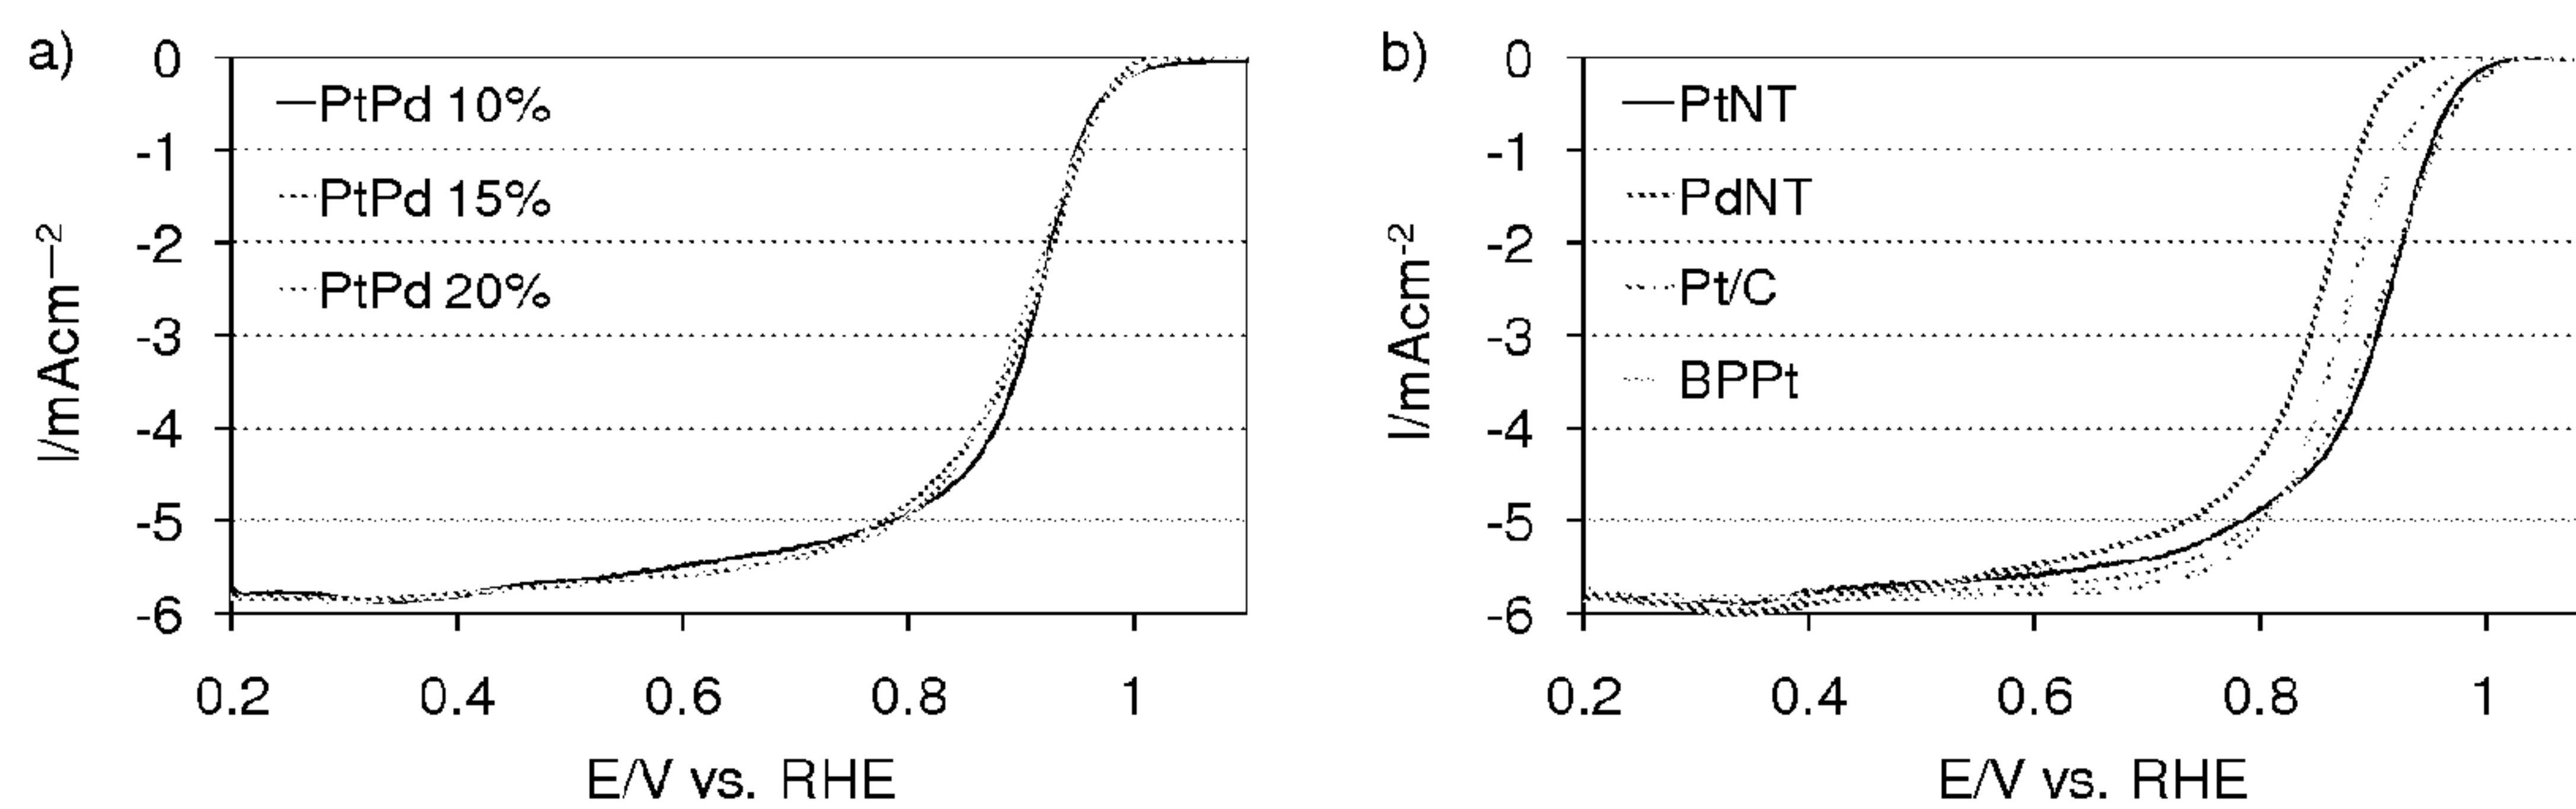 a)
0
-1
-2
-3
-4
-5
-6
I/mAcm−2
PtPd 10%
PtPd 15%
PtPd 20%
0.2 0.4 0.6 0.8 1
E/V vs. RHE
b)
0
-1
-2
-3
-4
-5
-6
I/mAcm-2
PtNT
PdNT
Pt/C
BPPt
0.2 0.4 0.6 0.8 1
E/V vs. RHE